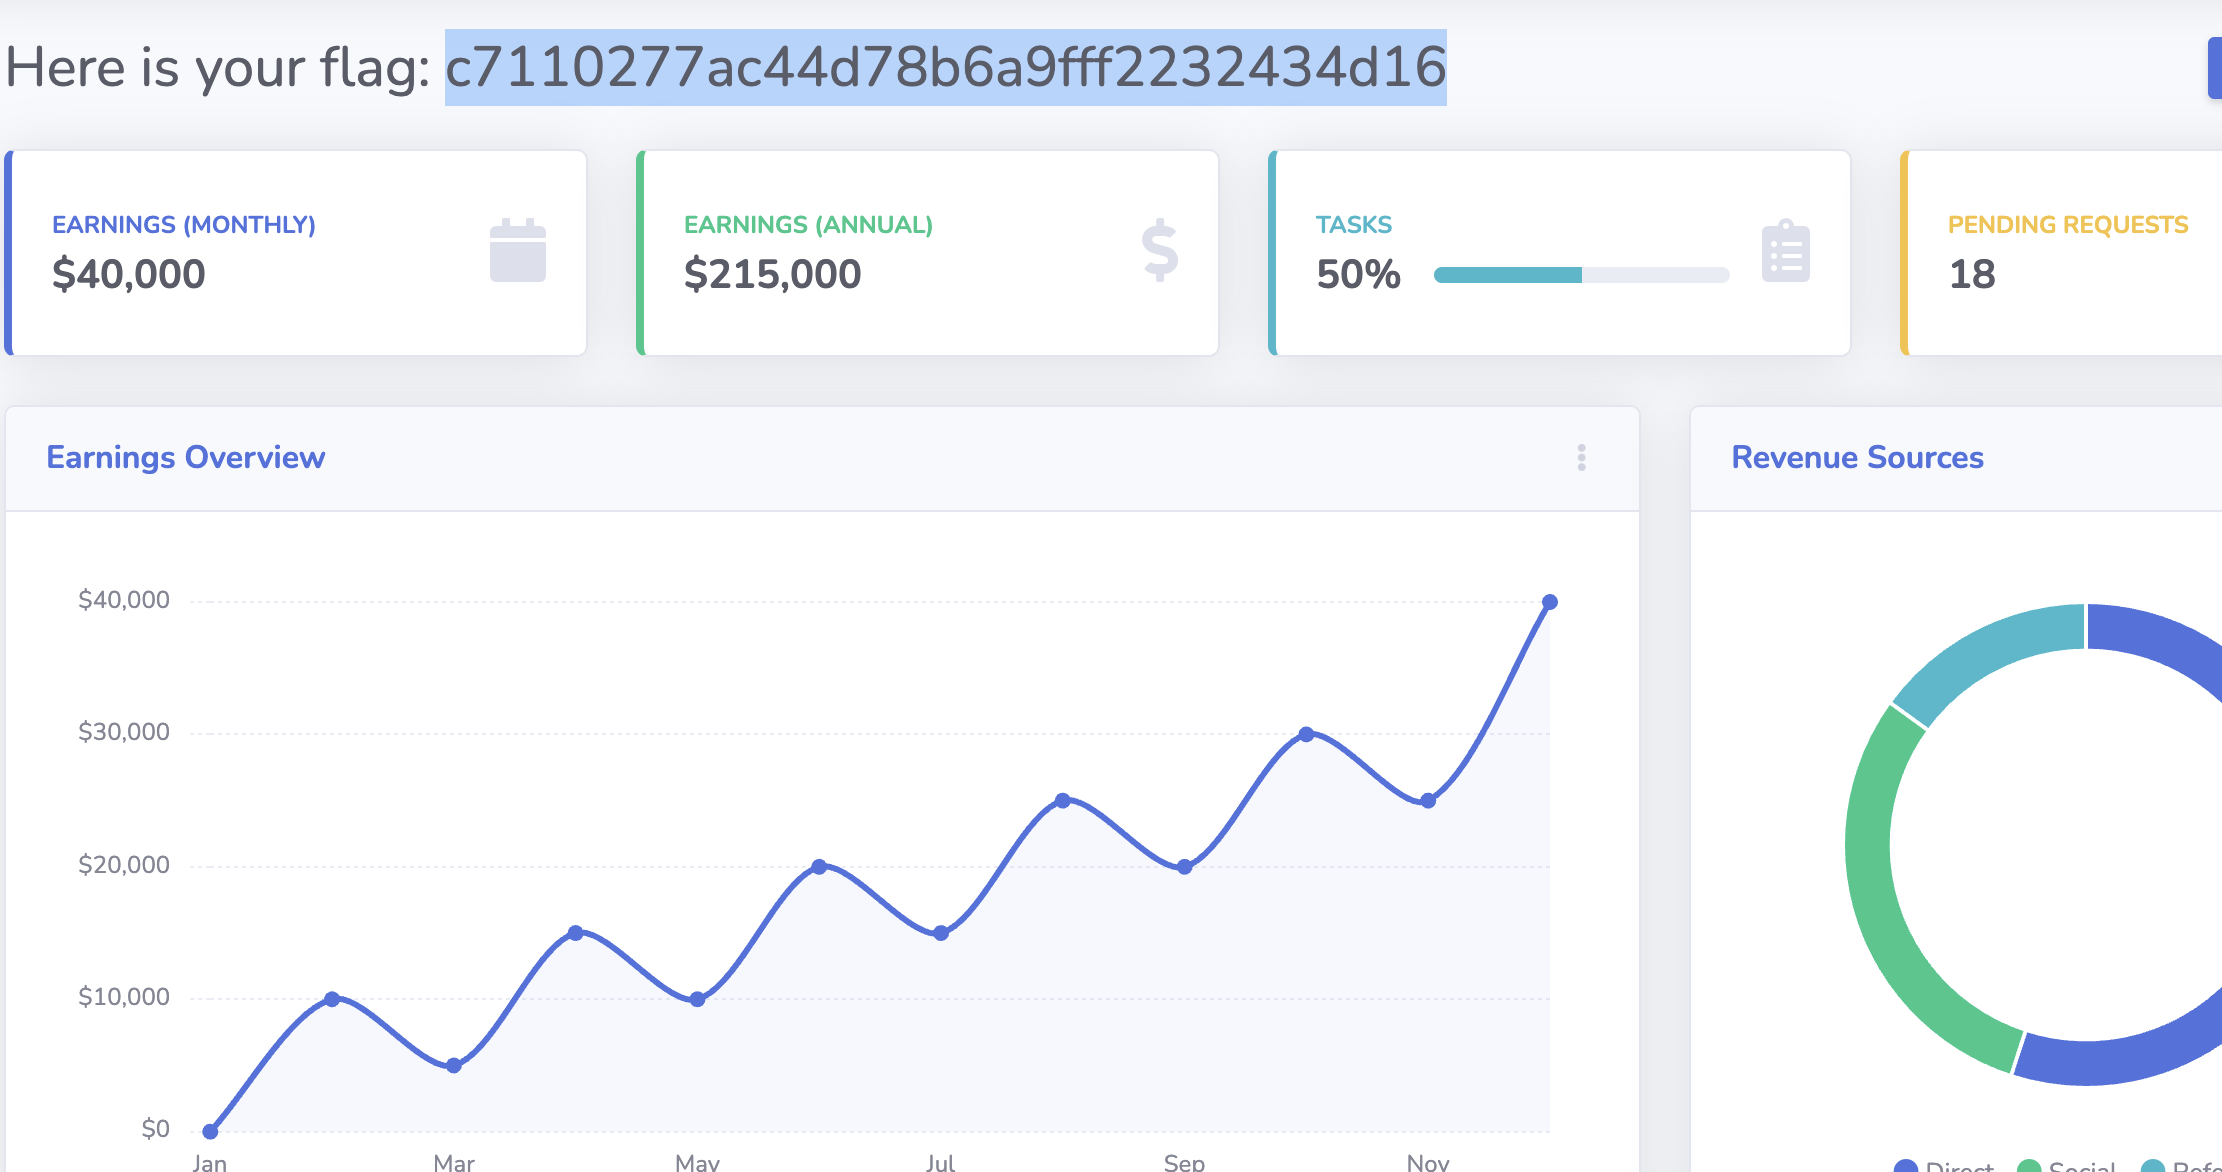 Here is your flag: c7110277ac44d78b6a9fff2232434d16
EARNINGS (MONTHLY)
$40,000
EARNINGS (ANNUAL)
$215,000
TASKS
50%
PENDING REQUESTS
18
Earnings Overview
Revenue Sources
$40,000
$30,000
$20,000
$10,000
$0
Jan Mar May Jul Sep Nov
Direct Social